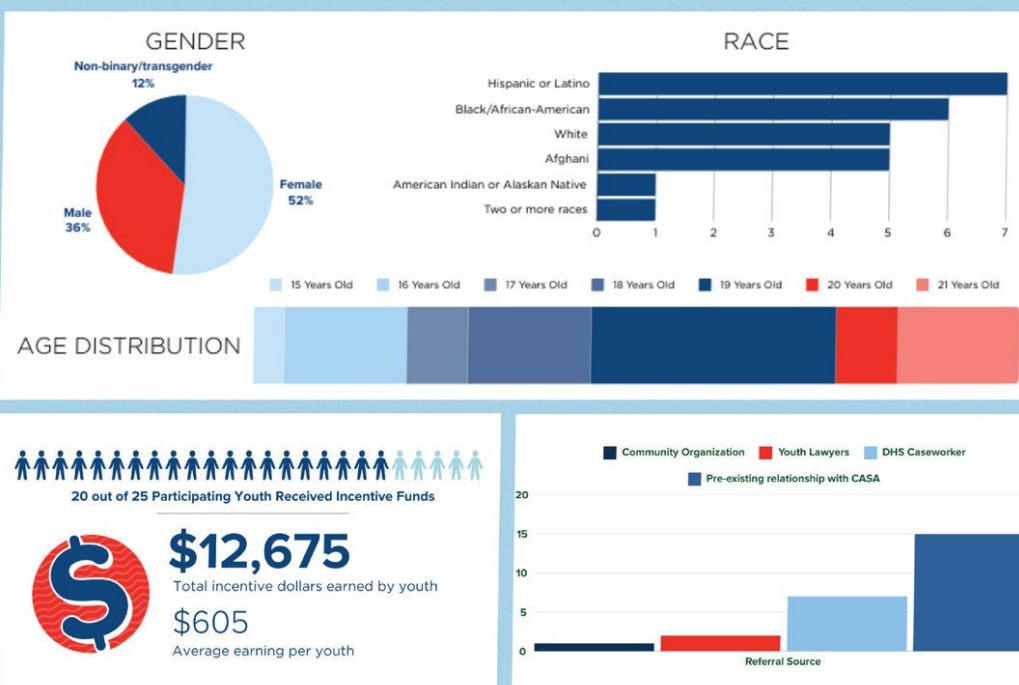 GENDER
Non-binary/transgender
12%
Female
52%
Male
36%
RACE
Hispanic or Latino
Black/African-American
White
Afghani
American Indian or Alaskan Native
Two or more races
0 1 2 3 4 5 6 7
15 Years Old 16 Years Old 17 Years Old 18 Years Old 19 Years Old 20 Years Old 21 Years Old
AGE DISTRIBUTION
20 out of 25 Participating Youth Received Incentive Funds
$12,675
Total incentive dollars earned by youth
$605
Average earning per youth
Community Organization Youth Lawyers DHS Caseworker
Pre-existing relationship with CASA
20
15
10
5
0
Referral Source